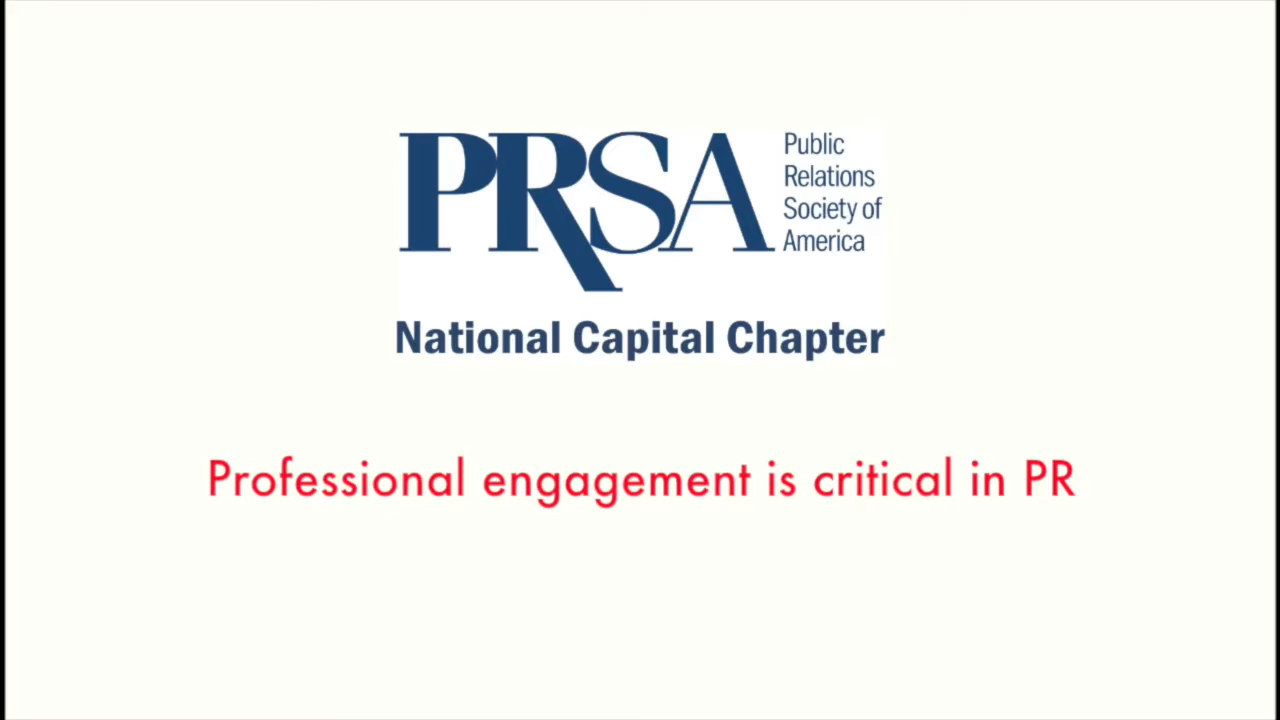 PRSA
Public
Relations
Society of
America
National Capital Chapter
Professional engagement is critical in PR